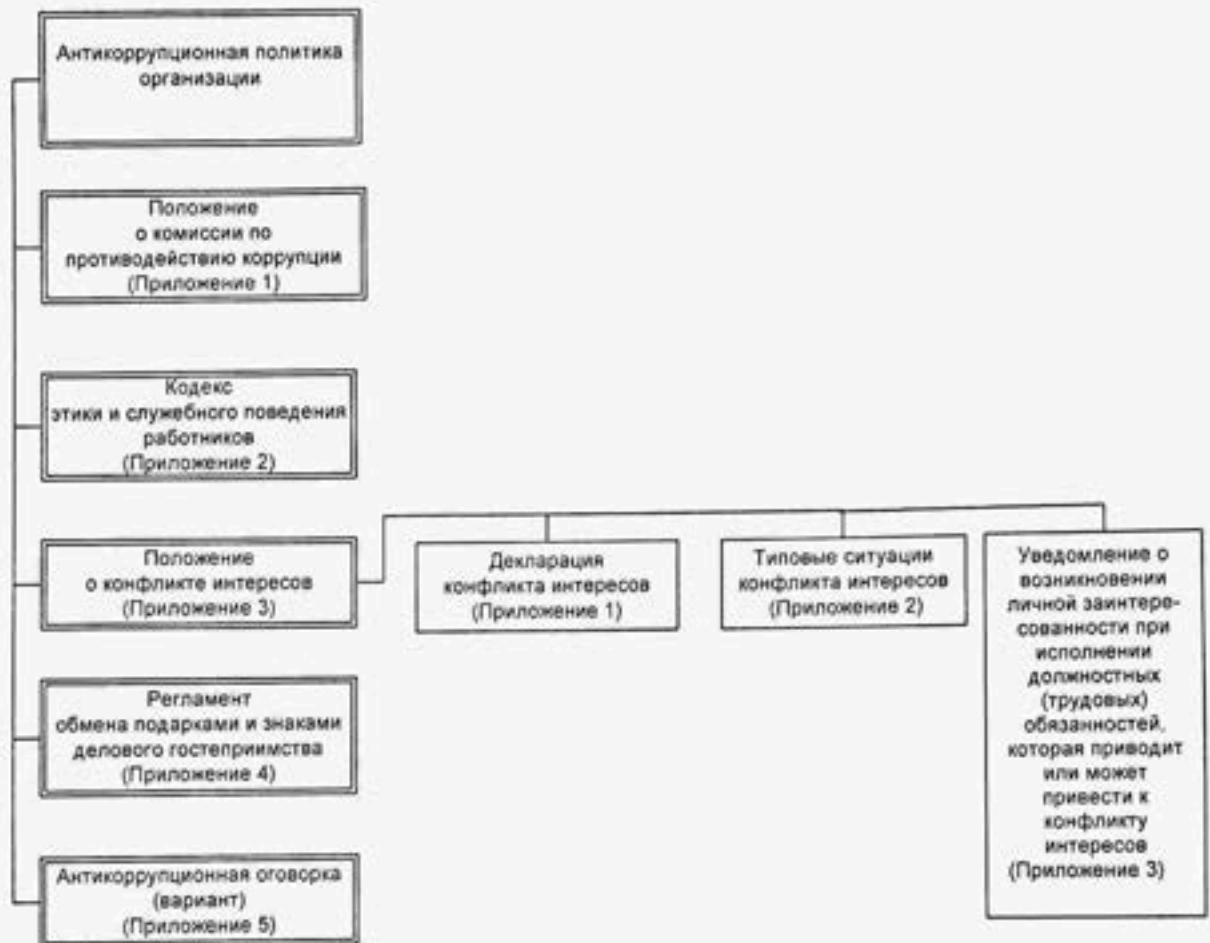 Антикоррупционная политика
организации
Положение
о комиссии по
противодействию коррупции
(Приложение 1)
Кодекс
этики и служебного поведения
работников
(Приложение 2)
Положение
о конфликте интересов
(Приложение 3)
Декларация
конфликта интересов
(Приложение 1)
Типовые ситуации
конфликта интересов
(Приложение 2)
Уведомление о
возникновении
личной заинтере-
сованности при
исполнении
должностных
(трудовых)
обязанностей,
которая приводит
или может
привести к
конфликту
интересов
(Приложение 3)
Регламент
обмена подарками и знаками
делового гостеприимства
(Приложение 4)
Антикоррупционная оговорка
(вариант)
(Приложение 5)